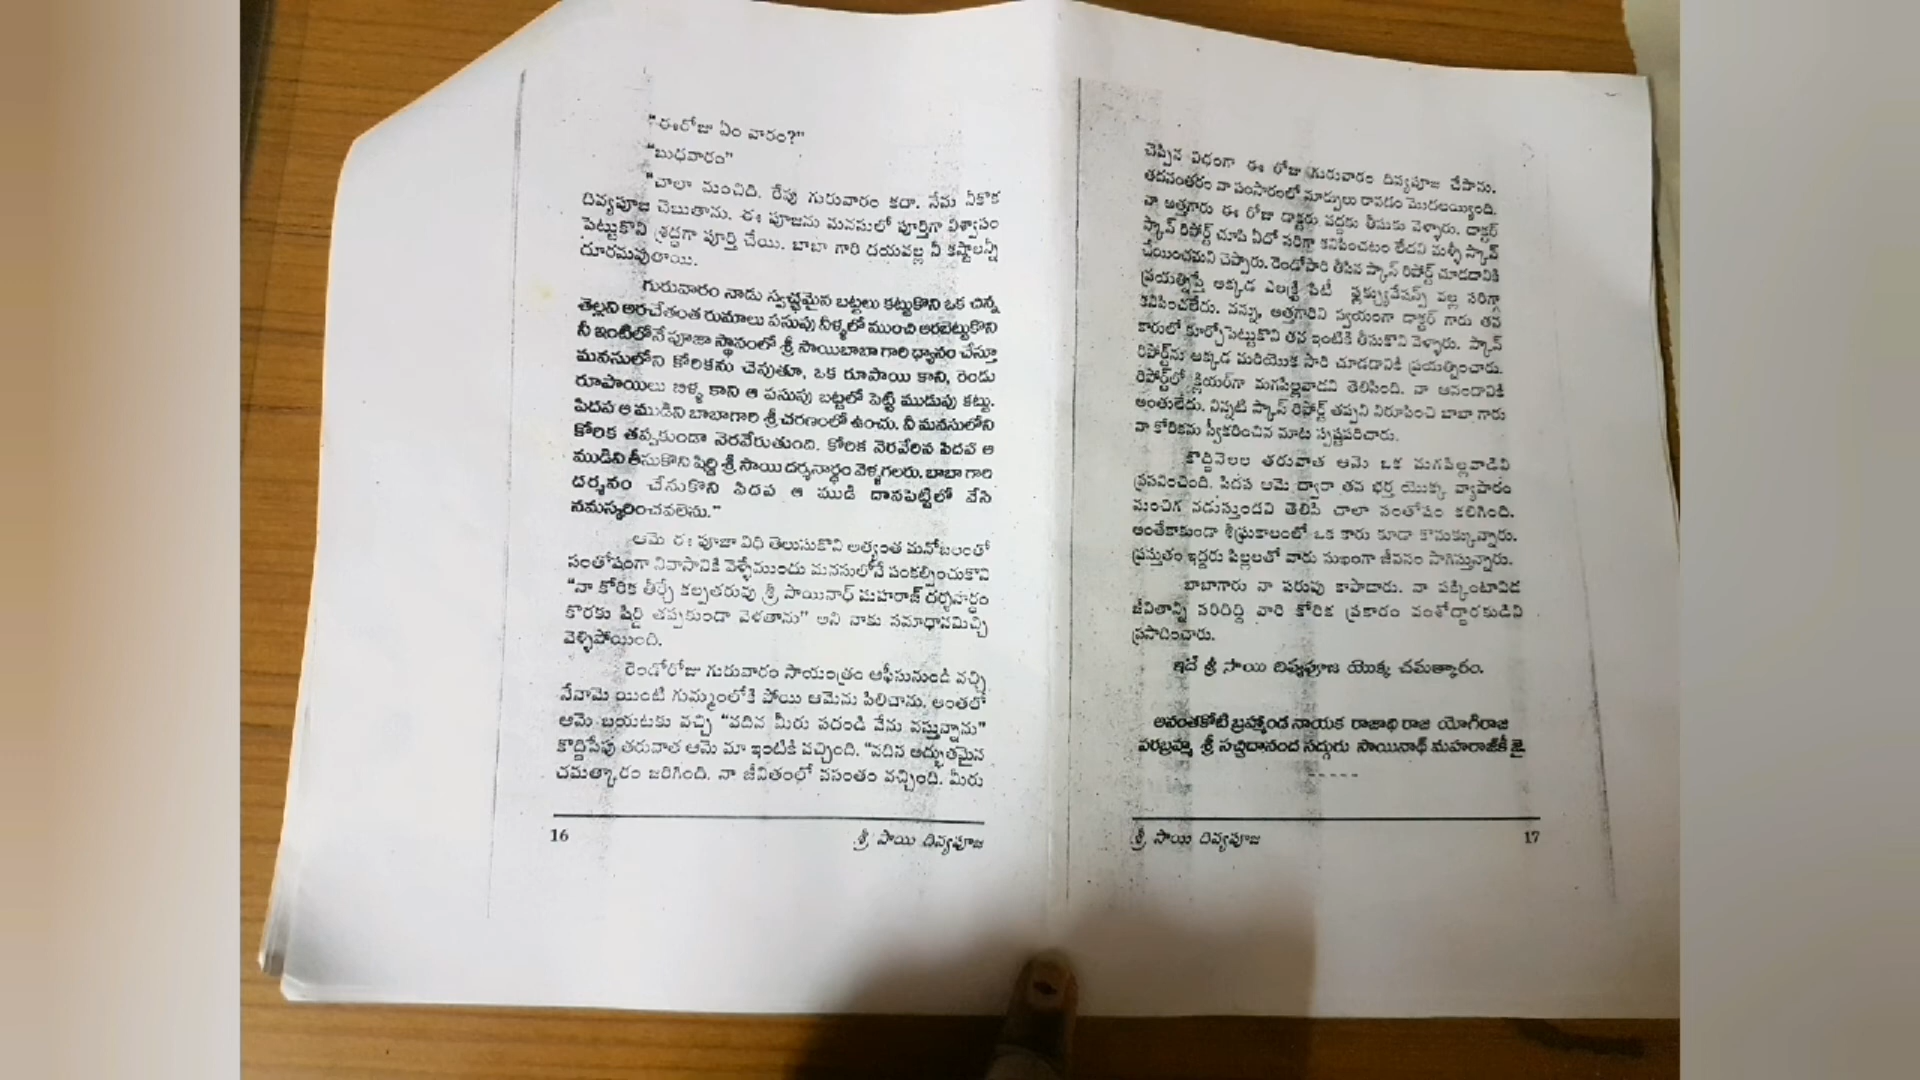 "ఈరోజు ఏం వారం?"
"బుధవారం"
"చాలా మంచిది. రేపు గురువారం కదా. నేను నీకొక
దివ్యపూజ చెబుతాను. ఈ పూజను మనసులో పూర్తిగా విశ్వాసం
పెట్టుకొని శ్రద్ధగా పూర్తి చేయి. బాబా గారి దయవల్ల నీ కష్టాలన్నీ
దూరమవుతాయి.
గురువారం నాడు స్వచ్ఛమైన బట్టలు కట్టుకొని ఒక చిన్న
తెల్లని అరచేతంత రుమాలు పసుపు నీళ్ళలో ముంచి ఆరబెట్టుకొని
నీ ఇంటిలోనే పూజా స్థానంలో శ్రీ సాయిబాబా గారి ధ్యానం చేస్తూ
మనసులోని కోరికను చెపుతూ, ఒక రూపాయి కాని, రెండు
రూపాయిలు బిళ్ళ కాని ఆ పసుపు బట్టలో పెట్టి ముడుపు కట్టు.
పిదప ఆ ముడిని బాబాగారి శ్రీ చరణంలో ఉంచు. నీ మనసులోని
కోరిక తప్పకుండా నెరవేరుతుంది. కోరిక నెరవేరిన పిదప ఆ
ముడిని తీసుకొని షిర్డి శ్రీ సాయి దర్శనార్థం వెళ్ళగలరు. బాబా గారి
దర్శనం చేసుకొని పిదప ఆ ముడి దానపెట్టెలో వేసి
నమస్కరించవలెను."
ఆమె ఈ పూజా విధి తెలుసుకొని అత్యంత మనోబలంతో
సంతోషంగా నివాసానికి వెళ్ళేముందు మనసులోనే సంకల్పించుకొని
"నా కోరిక తీర్చే కల్పతరువు శ్రీ సాయినాథ్ మహరాజ్ దర్శనార్థం
కొరకు షిర్డి తప్పకుండా వెళతాను" అని నాకు సమాధానమిచ్చి
వెళ్ళిపోయింది.
రెండోరోజు గురువారం సాయంత్రం ఆఫీసునుండి వచ్చి
నేనామె యింటి గుమ్మంలోకి పోయి ఆమెను పిలిచాను. అంతలో
ఆమె బయటకు వచ్చి "వదిన మీరు పదండి నేను వస్తున్నాను"
కొద్దిసేపు తరువాత ఆమె మా ఇంటికి వచ్చింది. "వదిన అద్భుతమైన
చమత్కారం జరిగింది. నా జీవితంలో వసంతం వచ్చింది. మీరు
16
శ్రీ సాయి దివ్యపూజ
చెప్పిన విధంగా ఈ రోజు గురువారం దివ్యపూజ చేసాను.
తదనంతరం నా సంసారంలో మార్పులు రావడం మొదలయ్యింది.
నా అత్తగారు ఈ రోజు డాక్టరు వద్దకు తీసుకు వెళ్ళారు. డాక్టర్
స్కాన్ రిపోర్ట్ చూపి ఏదో సరిగ్గా కనిపించటం లేదని మళ్ళీ స్కాన్
చేయించమని చెప్పారు. రెండోసారి తీసిన స్కాన్ రిపోర్ట్ చూడడానికి
ప్రయత్నిస్తే అక్కడ ఎలక్ట్రీ సిటీ ఫ్లక్చ్యువేషన్స్ వల్ల సరిగ్గా
కనిపించలేదు. నన్ను, అత్తగారిని స్వయంగా డాక్టర్ గారు తన
కారులో కూర్చోపెట్టుకొని తన ఇంటికి తీసుకొని వెళ్ళారు. స్కాన్
రిపోర్ట్‌ను అక్కడ మరియొక సారి చూడడానికి ప్రయత్నించారు.
రిపోర్ట్‌లో క్లియర్‌గా మగపిల్లవాడని తెలిసింది. నా ఆనందానికి
అంతులేదు. నిన్నటి స్కాన్ రిపోర్ట్ తప్పని నిరూపించి బాబా గారు
నా కోరికను స్వీకరించిన మాట స్పష్టపరిచారు.
కొద్దినెలల తరువాత ఆమె ఒక మగపిల్లవాడిని
ప్రసవించింది. పిదప ఆమె ద్వారా తన భర్త యొక్క వ్యాపారం
మంచిగ నడుస్తుందని తెలిసి చాలా సంతోషం కలిగింది.
అంతేకాకుండా శీఘ్రకాలంలో ఒక కారు కూడా కొనుక్కున్నారు.
ప్రస్తుతం ఇద్దరు పిల్లలతో వారు సుఖంగా జీవనం సాగిస్తున్నారు.
బాబాగారు నా పరువు కాపాడారు. నా పక్కింటావిడ
జీవితాన్ని సరిదిద్ది వారి కోరిక ప్రకారం వంశోద్ధారకుడిని
ప్రసాదించారు.
ఇదే శ్రీ సాయి దివ్యపూజ యొక్క చమత్కారం.
అనంతకోటి బ్రహ్మాండ నాయక రాజాధి రాజ యోగిరాజ
పరబ్రహ్మ శ్రీ సచ్చిదానంద సద్గురు సాయినాథ్ మహరాజ్‌కీ జై
-----
శ్రీ సాయి దివ్యపూజ
17